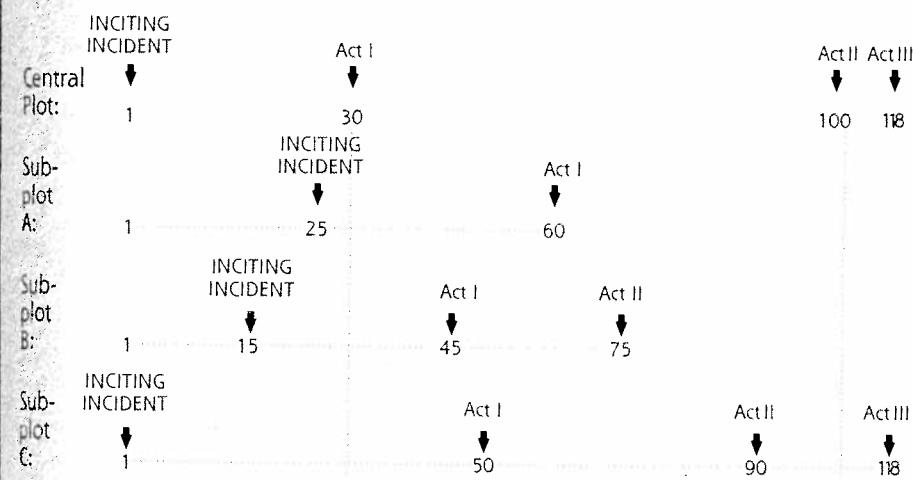 INCITING
INCIDENT
Act I
Act II Act III
Central
Plot:
1 30 100 118
INCITING
INCIDENT
Act I
Sub-
plot
A:
1 25 60
INCITING
INCIDENT
Act I Act II
Sub-
plot
B:
1 15 45 75
INCITING
INCIDENT
Act I Act II Act III
Sub-
plot
C:
1 50 90 118